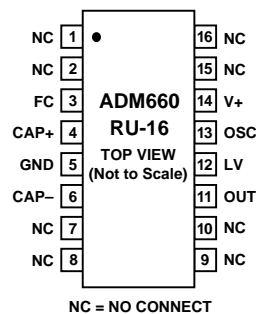 NC 1 16 NC
NC 2 15 NC
FC 3 ADM660 14 V+
CAP+ 4 RU-16 13 OSC
GND 5 TOP VIEW 12 LV
(Not to Scale)
CAP– 6 11 OUT
NC 7 10 NC
NC 8 9 NC
NC = NO CONNECT